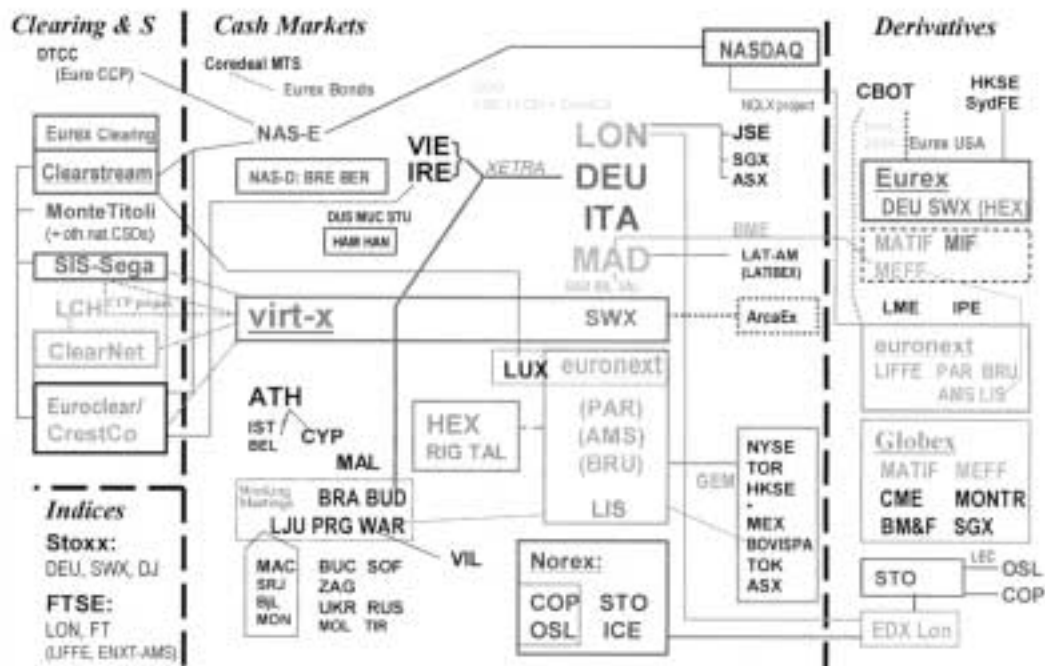 Clearing & S
Cash Markets
Derivatives
DTCC
(Euro CCP)
Coredeal MTS
Eurex Bonds
NASDAQ
NQLX project
CBOT
HKSE
SydFE
Eurex USA
Eurex Clearing
Clearstream
MonteTitoli
(+ oth nat.CSDs)
SIS-Sega
LCH
ClearNet
Euroclear/
CrestCo
NAS-E
NAS-D: BRE BER
VIE
IRE
XETRA
DUS MUC STU
HAM HAN
LON
DEU
ITA
MAD
JSE
SGX
ASX
BME
LAT-AM
(LATIBEX)
virt-x
SWX
ArcaEx
Eurex
DEU SWX (HEX)
MATIF MIF
MEFF
LME IPE
euronext
LIFFE PAR BRU
AMS LIS
LUX
euronext
(PAR)
(AMS)
(BRU)
LIS
ATH
IST
BEL
CYP
MAL
HEX
RIG TAL
GEM
NYSE
TOR
HKSE
-
MEX
BOVISPA
TOK
ASX
Globex
MATIF MEFF
CME MONTR
BM&F SGX
BRA BUD
LJU PRG WAR
VIL
MAC
SRJ
BjL
MON
BUC SOF
ZAG
UKR RUS
MOL TIR
Norex:
COP STO
OSL ICE
STO
LEC
OSL
COP
EDX Lon
Indices
Stoxx:
DEU, SWX, DJ
FTSE:
LON, FT
(LIFFE, ENXT-AMS)